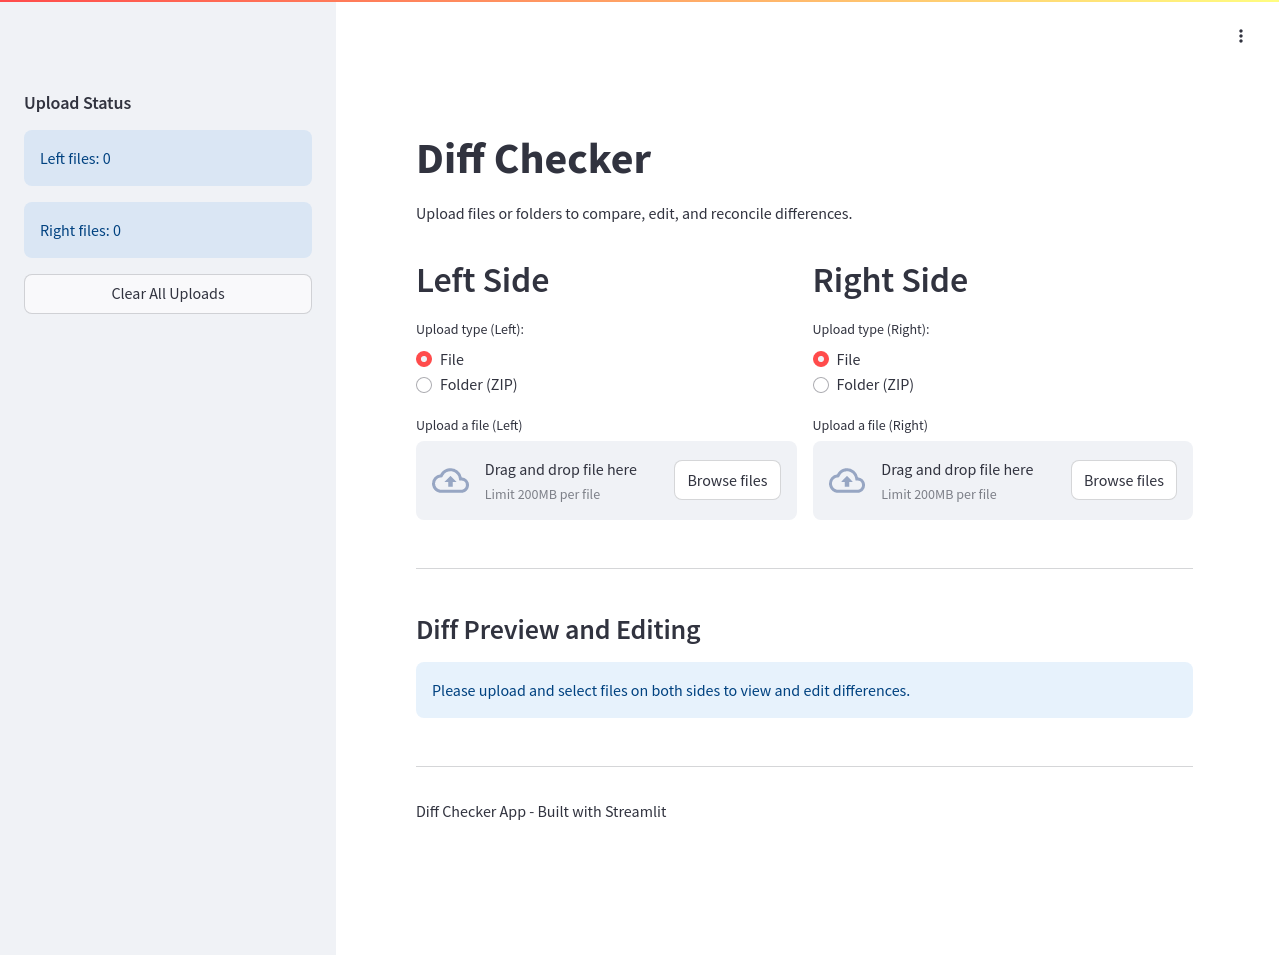 Upload Status
Left files: 0
Right files: 0
Clear All Uploads
Diff Checker
Upload files or folders to compare, edit, and reconcile differences.
Left Side
Upload type (Left):
File
Folder (ZIP)
Upload a file (Left)
Drag and drop file here
Limit 200MB per file
Browse files
Right Side
Upload type (Right):
File
Folder (ZIP)
Upload a file (Right)
Drag and drop file here
Limit 200MB per file
Browse files
Diff Preview and Editing
Please upload and select files on both sides to view and edit differences.
Diff Checker App - Built with Streamlit